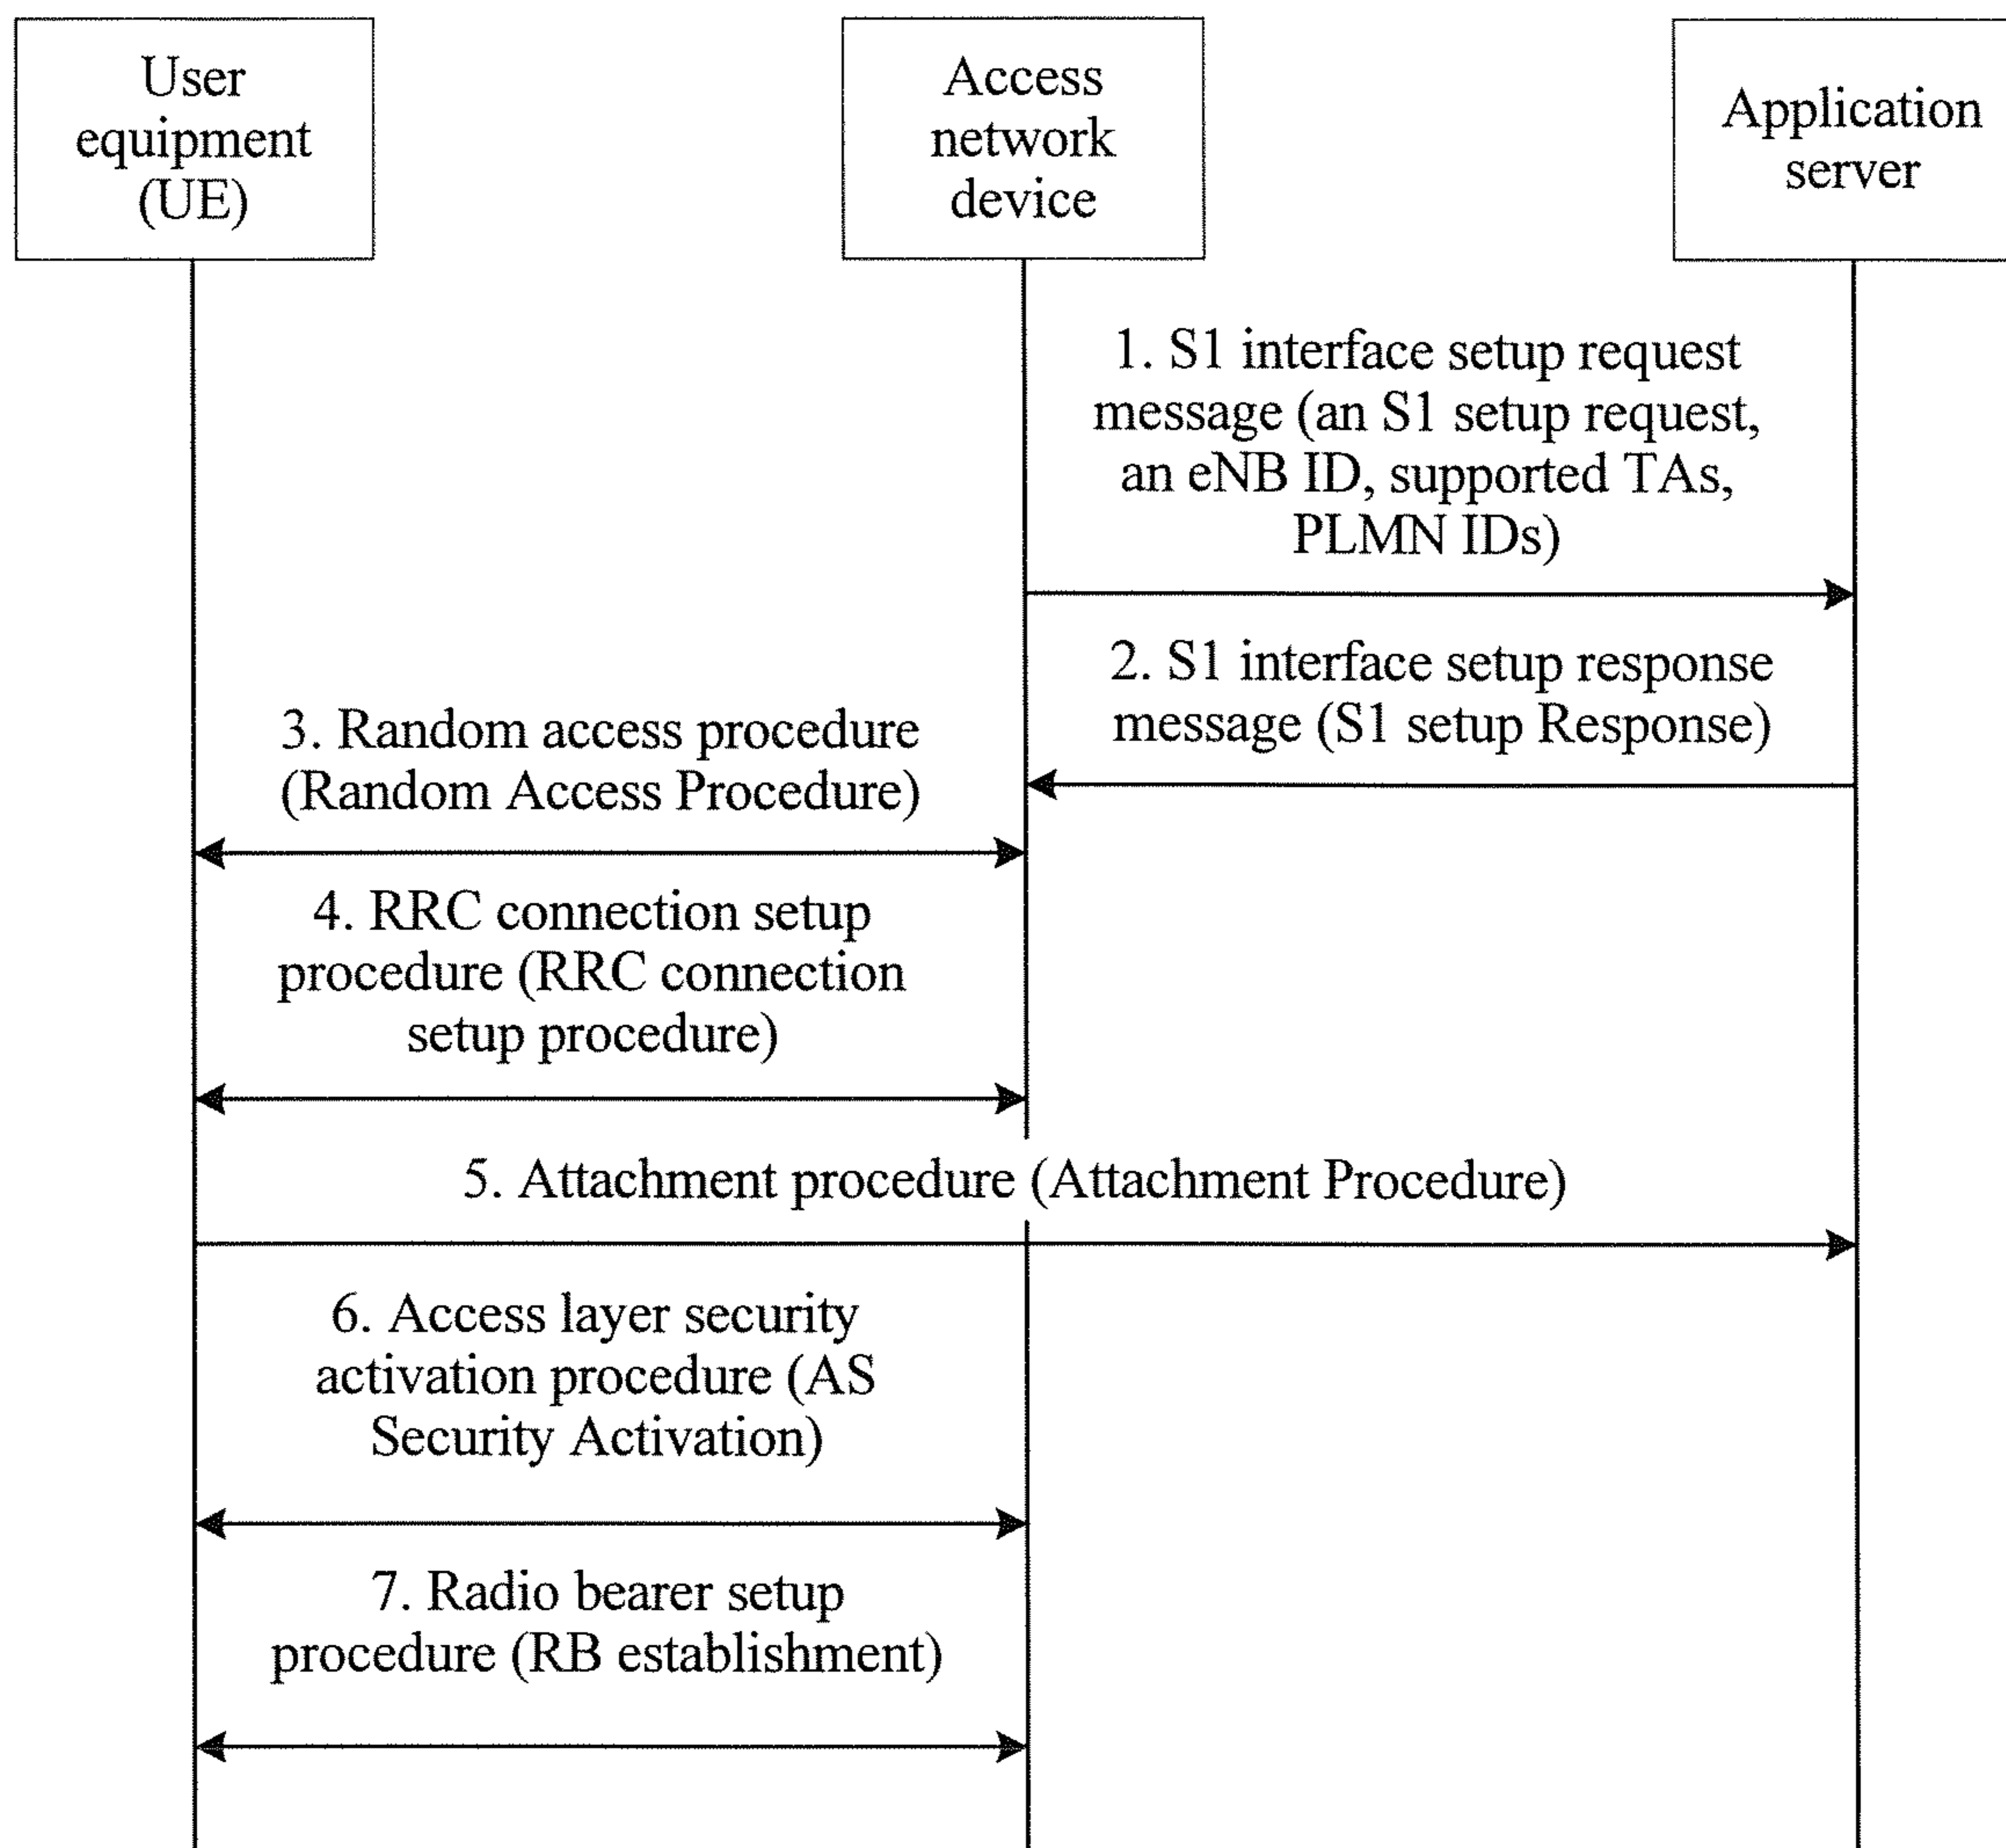 User
equipment
(UE)
Access
network
device
Application
server
1. S1 interface setup request
message (an S1 setup request,
an eNB ID, supported TAs,
PLMN IDs)
2. S1 interface setup response
message (S1 setup Response)
3. Random access procedure
(Random Access Procedure)
4. RRC connection setup
procedure (RRC connection
setup procedure)
5. Attachment procedure (Attachment Procedure)
6. Access layer security
activation procedure (AS
Security Activation)
7. Radio bearer setup
procedure (RB establishment)